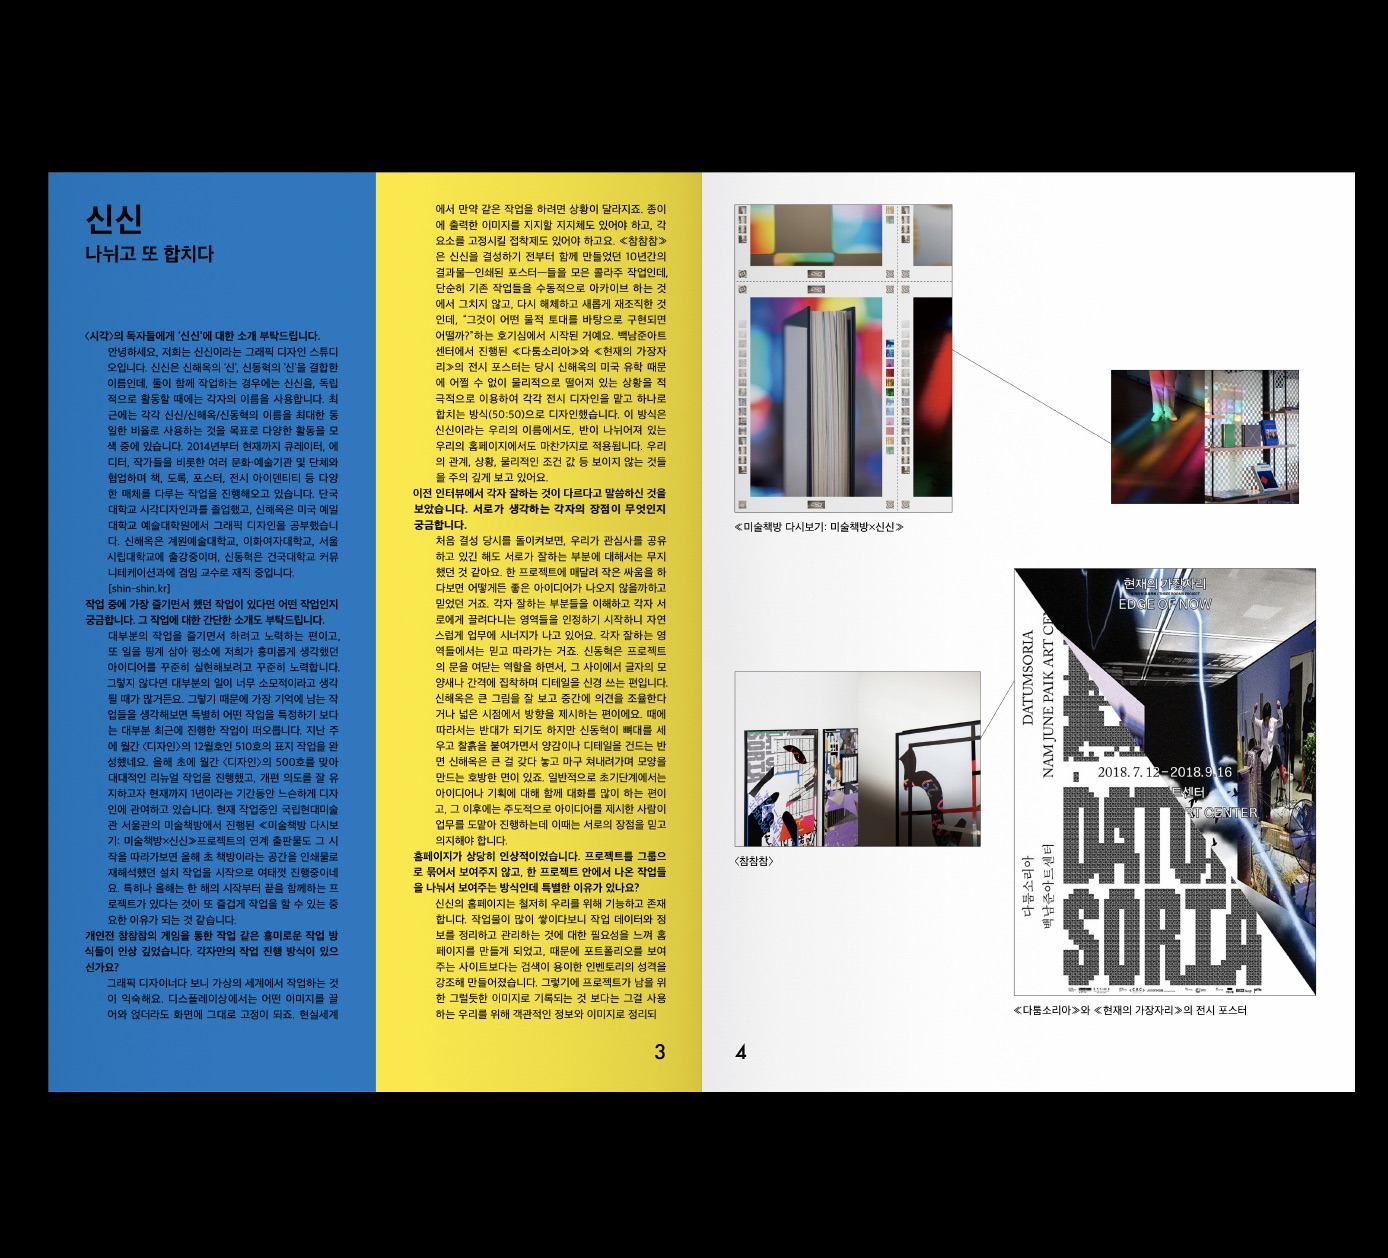 신신
나뉘고 또 합치다
〈시각〉의 독자들에게 ‘신신’에 대한 소개 부탁드립니다.
안녕하세요, 저희는 신신이라는 그래픽 디자인 스튜디
오입니다. 신신은 신해옥의 ‘신’, 신동혁의 ‘신’을 결합한
이름인데, 둘이 함께 작업하는 경우에는 신신을, 독립
적으로 활동할 때에는 각자의 이름을 사용합니다. 최
근에는 각각 신신/신해옥/신동혁의 이름을 최대한 동
일한 비율로 사용하는 것을 목표로 다양한 활동을 모
색 중에 있습니다. 2014년부터 현재까지 큐레이터, 에
디터, 작가들을 비롯한 여러 문화·예술기관 및 단체와
협업하며 책, 도록, 포스터, 전시 아이덴티티 등 다양
한 매체를 다루는 작업을 진행해오고 있습니다. 단국
대학교 시각디자인과를 졸업했고, 신해옥은 미국 예일
대학교 예술대학원에서 그래픽 디자인을 공부했습니
다. 신해옥은 계원예술대학교, 이화여자대학교, 서울
시립대학교에 출강중이며, 신동혁은 건국대학교 커뮤
니테케이션과에 겸임 교수로 재직 중입니다.
[shin-shin.kr]
작업 중에 가장 즐기면서 했던 작업이 있다면 어떤 작업인지
궁금합니다. 그 작업에 대한 간단한 소개도 부탁드립니다.
대부분의 작업을 즐기면서 하려고 노력하는 편이고,
또 일을 핑계 삼아 평소에 저희가 흥미롭게 생각했던
아이디어를 꾸준히 실현해보려고 꾸준히 노력합니다.
그렇지 않다면 대부분의 일이 너무 소모적이라고 생각
될 때가 많거든요. 그렇기 때문에 가장 기억에 남는 작
업들을 생각해보면 특별히 어떤 작업을 특정하기 보다
는 대부분 최근에 진행한 작업이 떠오릅니다. 지난 주
에 월간 〈디자인〉의 12월호인 510호의 표지 작업을 완
성했네요. 올해 초에 월간 〈디자인〉의 500호를 맞아
대대적인 리뉴얼 작업을 진행했고, 개편 의도를 잘 유
지하고자 현재까지 1년이라는 기간동안 느슨하게 디자
인에 관여하고 있습니다. 현재 작업중인 국립현대미술
관 서울관의 미술책방에서 진행된 ≪미술책방 다시보
기: 미술책방×신신≫프로젝트의 연계 출판물도 그 시
작을 따라가보면 올해 초 책방이라는 공간을 인쇄물로
재해석했던 설치 작업을 시작으로 여태껏 진행중이네
요. 특히나 올해는 한 해의 시작부터 끝을 함께하는 프
로젝트가 있다는 것이 또 즐겁게 작업을 할 수 있는 중
요한 이유가 되는 것 같습니다.
개인전 참참참의 게임을 통한 작업 같은 흥미로운 작업 방
식들이 인상 깊었습니다. 각자만의 작업 진행 방식이 있으
신가요?
그래픽 디자이너다 보니 가상의 세계에서 작업하는 것
이 익숙해요. 디스플레이상에서는 어떤 이미지를 끌
어와 얹더라도 화면에 그대로 고정이 되죠. 현실세계
에서 만약 같은 작업을 하려면 상황이 달라지죠. 종이
에 출력한 이미지를 지지할 지지체도 있어야 하고, 각
요소를 고정시킬 접착제도 있어야 하고요. ≪참참참≫
은 신신을 결성하기 전부터 함께 만들었던 10년간의
결과물—인쇄된 포스터—들을 모은 콜라주 작업인데,
단순히 기존 작업들을 수동적으로 아카이브 하는 것
에서 그치지 않고, 다시 해체하고 새롭게 재조직한 것
인데, “그것이 어떤 물적 토대를 바탕으로 구현되면
어떨까?”하는 호기심에서 시작된 거예요. 백남준아트
센터에서 진행된 ≪다툼소리아≫와 ≪현재의 가장자
리≫의 전시 포스터는 당시 신해옥의 미국 유학 때문
에 어쩔 수 없이 물리적으로 떨어져 있는 상황을 적
극적으로 이용하여 각각 전시 디자인을 맡고 하나로
합치는 방식(50:50)으로 디자인했습니다. 이 방식은
신신이라는 우리의 이름에서도, 반이 나뉘어져 있는
우리의 홈페이지에서도 마찬가지로 적용됩니다. 우리
의 관계, 상황, 물리적인 조건 값 등 보이지 않는 것들
을 주의 깊게 보고 있어요.
이전 인터뷰에서 각자 잘하는 것이 다르다고 말씀하신 것을
보았습니다. 서로가 생각하는 각자의 장점이 무엇인지
궁금합니다.
처음 결성 당시를 돌이켜보면, 우리가 관심사를 공유
하고 있긴 해도 서로가 잘하는 부분에 대해서는 무지
했던 것 같아요. 한 프로젝트에 매달려 작은 싸움을 하
다보면 어떻게든 좋은 아이디어가 나오지 않을까하고
믿었던 거죠. 각자 잘하는 부분들을 이해하고 각자 서
로에게 끌려다니는 영역들을 인정하기 시작하니 자연
스럽게 업무에 시너지가 나고 있어요. 각자 잘하는 영
역들에서는 믿고 따라가는 거죠. 신동혁은 프로젝트
의 문을 여닫는 역할을 하면서, 그 사이에서 글자의 모
양새나 간격에 집착하며 디테일을 신경 쓰는 편입니다.
신해옥은 큰 그림을 잘 보고 중간에 의견을 조율한다
거나 넓은 시점에서 방향을 제시하는 편이에요. 때에
따라서는 반대가 되기도 하지만 신동혁이 뼈대를 세
우고 찰흙을 붙여가면서 양감이나 디테일을 건드는 반
면 신해옥은 큰 걸 갖다 놓고 마구 쳐내려가며 모양을
만드는 호방한 면이 있죠. 일반적으로 초기단계에서는
아이디어나 기획에 대해 함께 대화를 많이 하는 편이
고, 그 이후에는 주도적으로 아이디어를 제시한 사람이
업무를 도맡아 진행하는데 이때는 서로의 장점을 믿고
의지해야 합니다.
홈페이지가 상당히 인상적이었습니다. 프로젝트를 그룹으
로 묶어서 보여주지 않고, 한 프로젝트 안에서 나온 작업들
을 나눠서 보여주는 방식인데 특별한 이유가 있나요?
신신의 홈페이지는 철저히 우리를 위해 기능하고 존재
합니다. 작업물이 많이 쌓이다보니 작업 데이터와 정
보를 정리하고 관리하는 것에 대한 필요성을 느껴 홈
페이지를 만들게 되었고, 때문에 포트폴리오를 보여
주는 사이트보다는 검색이 용이한 인벤토리의 성격을
강조해 만들어졌습니다. 그렇기에 프로젝트가 남을 위
한 그럴듯한 이미지로 기록되는 것 보다는 그걸 사용
하는 우리를 위해 객관적인 정보와 이미지로 정리되
3
4
≪미술책방 다시보기: 미술책방×신신≫
〈참참참〉
현재의 가장자리
EDGE OF NOW
DATUMSORIA
NAM JUNE PAIK ART CE
2018. 7. 12–2018.9.16
트센터
RT CENTER
다툼소리아
백남준아트센터
DATUM
SORIA
≪다툼소리아≫와 ≪현재의 가장자리≫의 전시 포스터